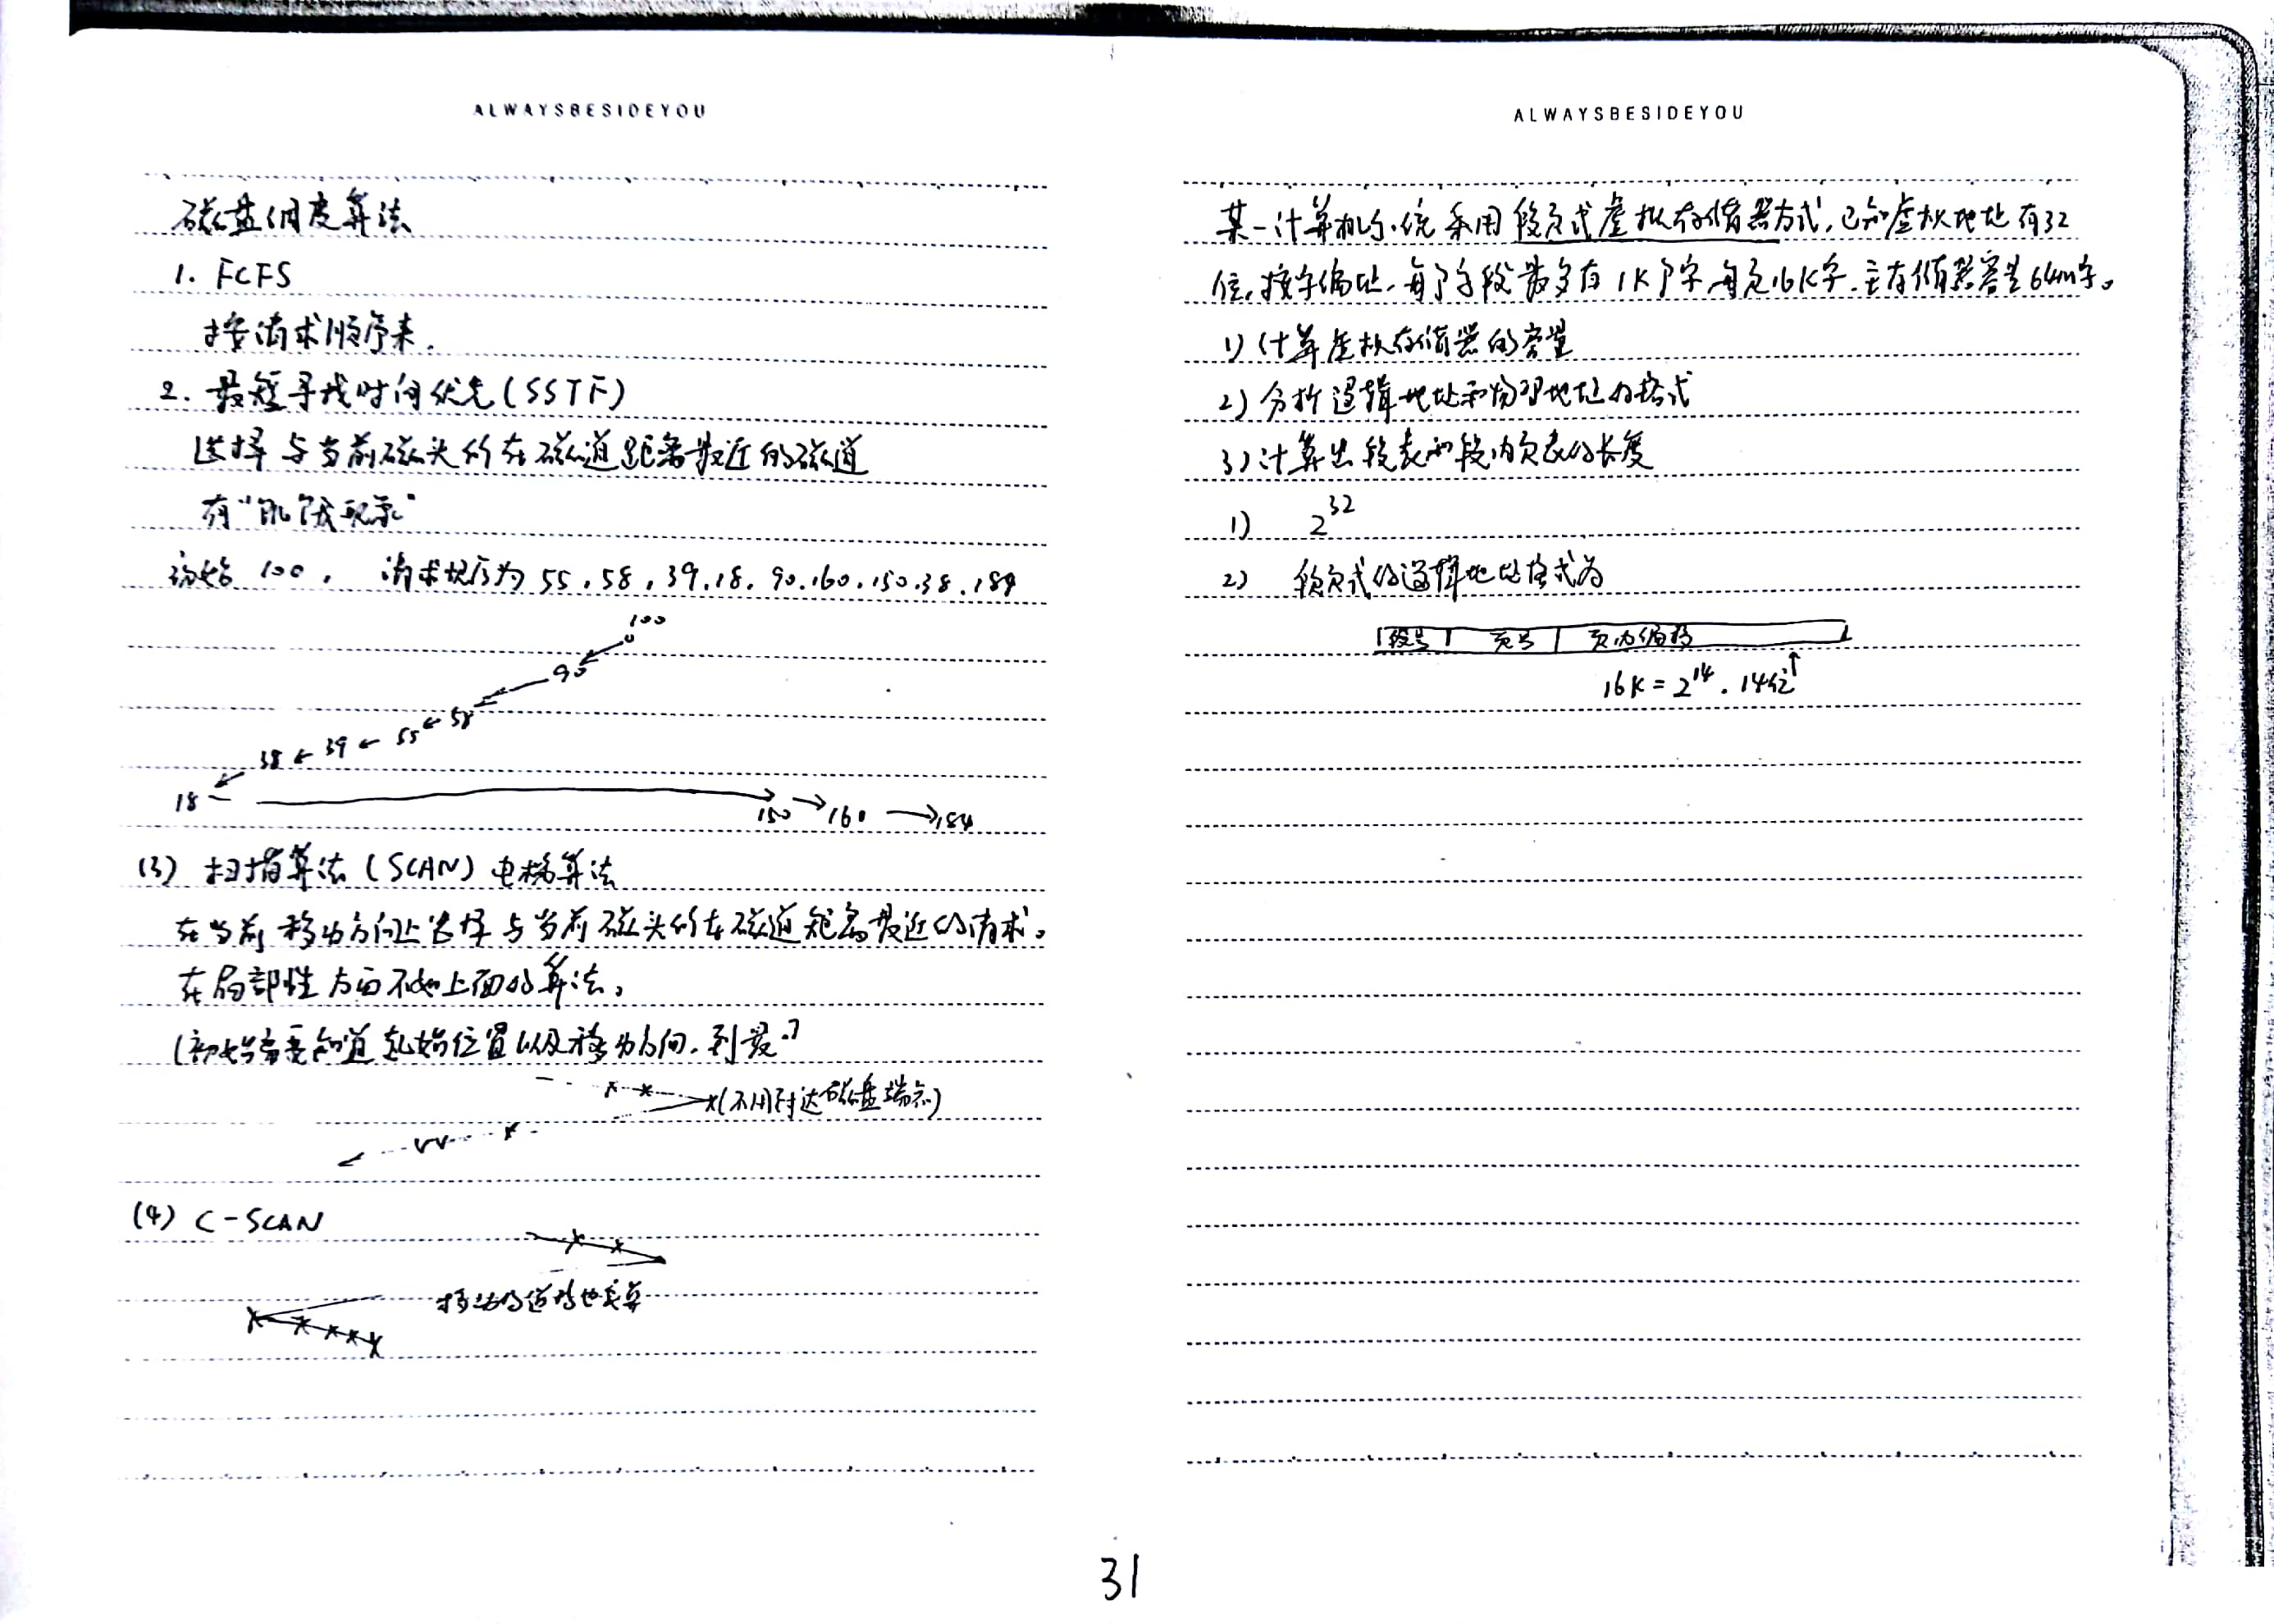 ALWAYSBESIDEYOU
磁盘调度算法
1. FCFS
按请求顺序来.
2. 最短寻找时间优先(SSTF)
选择与当前磁头所在磁道距离最近的磁道
有"饥饿现象"
初始 100, 请求顺序为 55,58,39,18,90,160,150,38,184
100
90
58
38 ← 39 ← 55 ←
18 150 → 160 → 184
(3) 扫描算法(SCAN) 电梯算法
在当前移动方向上选择与当前磁头所在磁道距离最近的请求。
在局部性方面不如上面的算法。
(初始需要知道起始位置以及移动方向.到最
(不用到达磁盘端点)
(4) C-SCAN
移动的道的也要算
ALWAYSBESIDEYOU
某一计算机系统采用段页式虚拟存储器方式,已知虚拟地址有32
位,按字编址,每个段最多有1K个字,每页16K字,主存储器容量64m字。
1) 计算虚拟存储器的容量
2) 分析逻辑地址和物理地址的格式
3) 计算出段表和段内页表的长度
1) 2^32
2) 段页式的逻辑地址格式为
段号 页号 页内偏移
16K=2^14. 14位↑
31